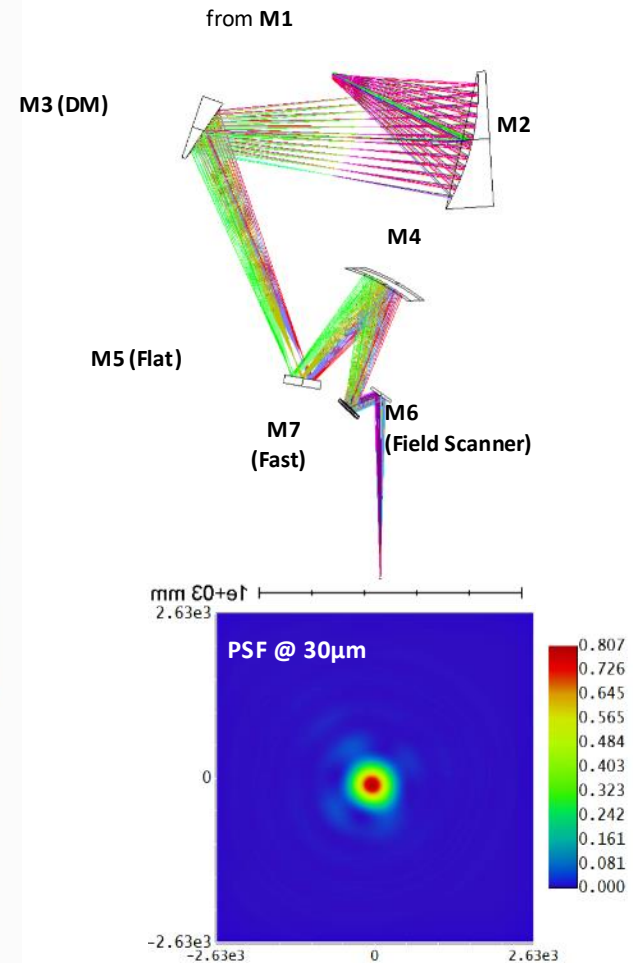 from M1
M3 (DM)
M2
M4
M5 (Flat)
M6
(Field Scanner)
M7
(Fast)
1e+03 mm
2.63e3
PSF @ 30µm
0
-2.63e3
-2.63e3
0
2.63e3
0.807
0.726
0.645
0.565
0.484
0.403
0.323
0.242
0.161
0.081
0.000